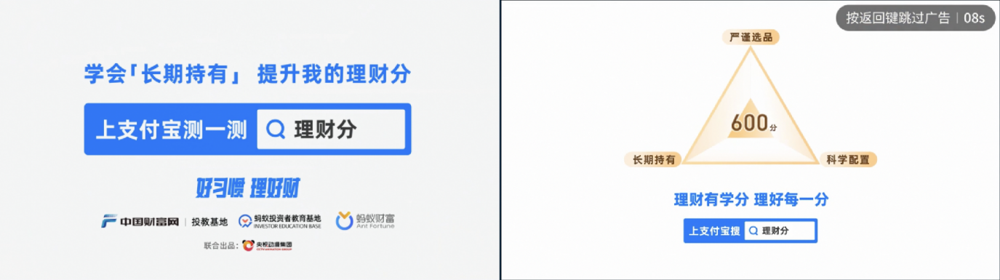 学会「长期持有」 提升我的理财分
上支付宝测一测 理财分
好习惯 理好财
中国财富网 | 投教基地 蚂蚁投资者教育基地 INVESTOR EDUCATION BASE 蚂蚁财富 Ant Fortune
联合出品: 央视动漫集团 CCTV ANIMATION GROUP
按返回键跳过广告 | 08s
严谨选品
600分
长期持有 科学配置
理财有学分 理好每一分
上支付宝搜 理财分